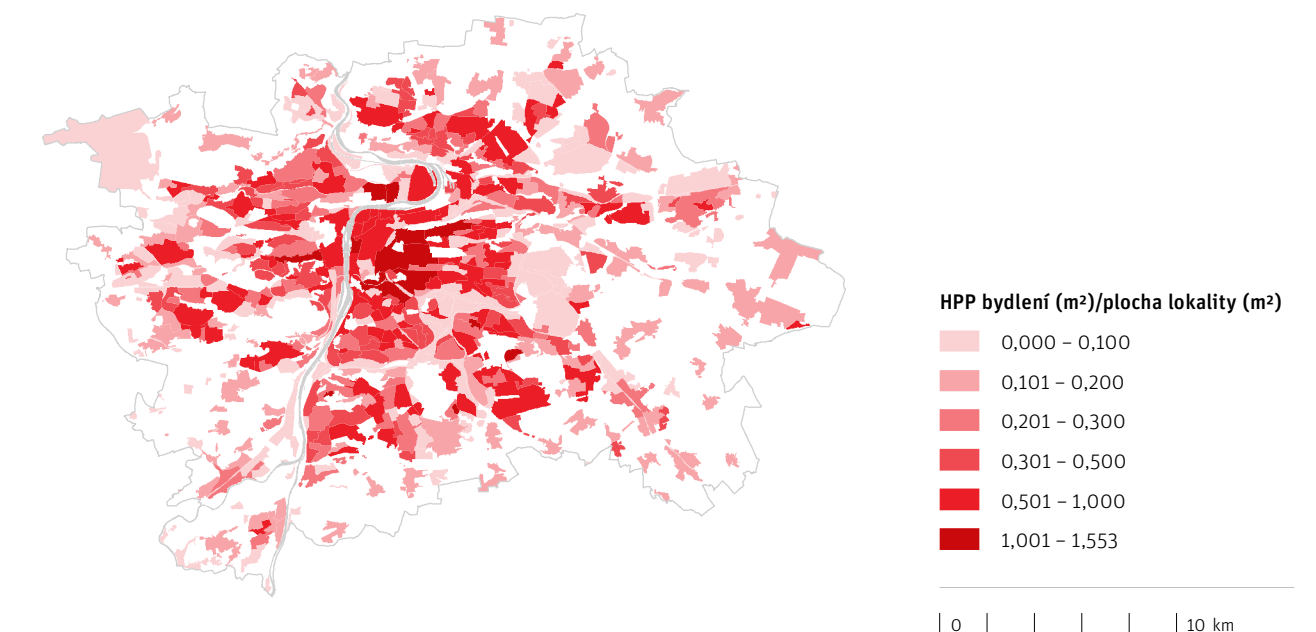 HPP bydlení (m²)/plocha lokality (m²)
0,000 – 0,100
0,101 – 0,200
0,201 – 0,300
0,301 – 0,500
0,501 – 1,000
1,001 – 1,553
0 10 km